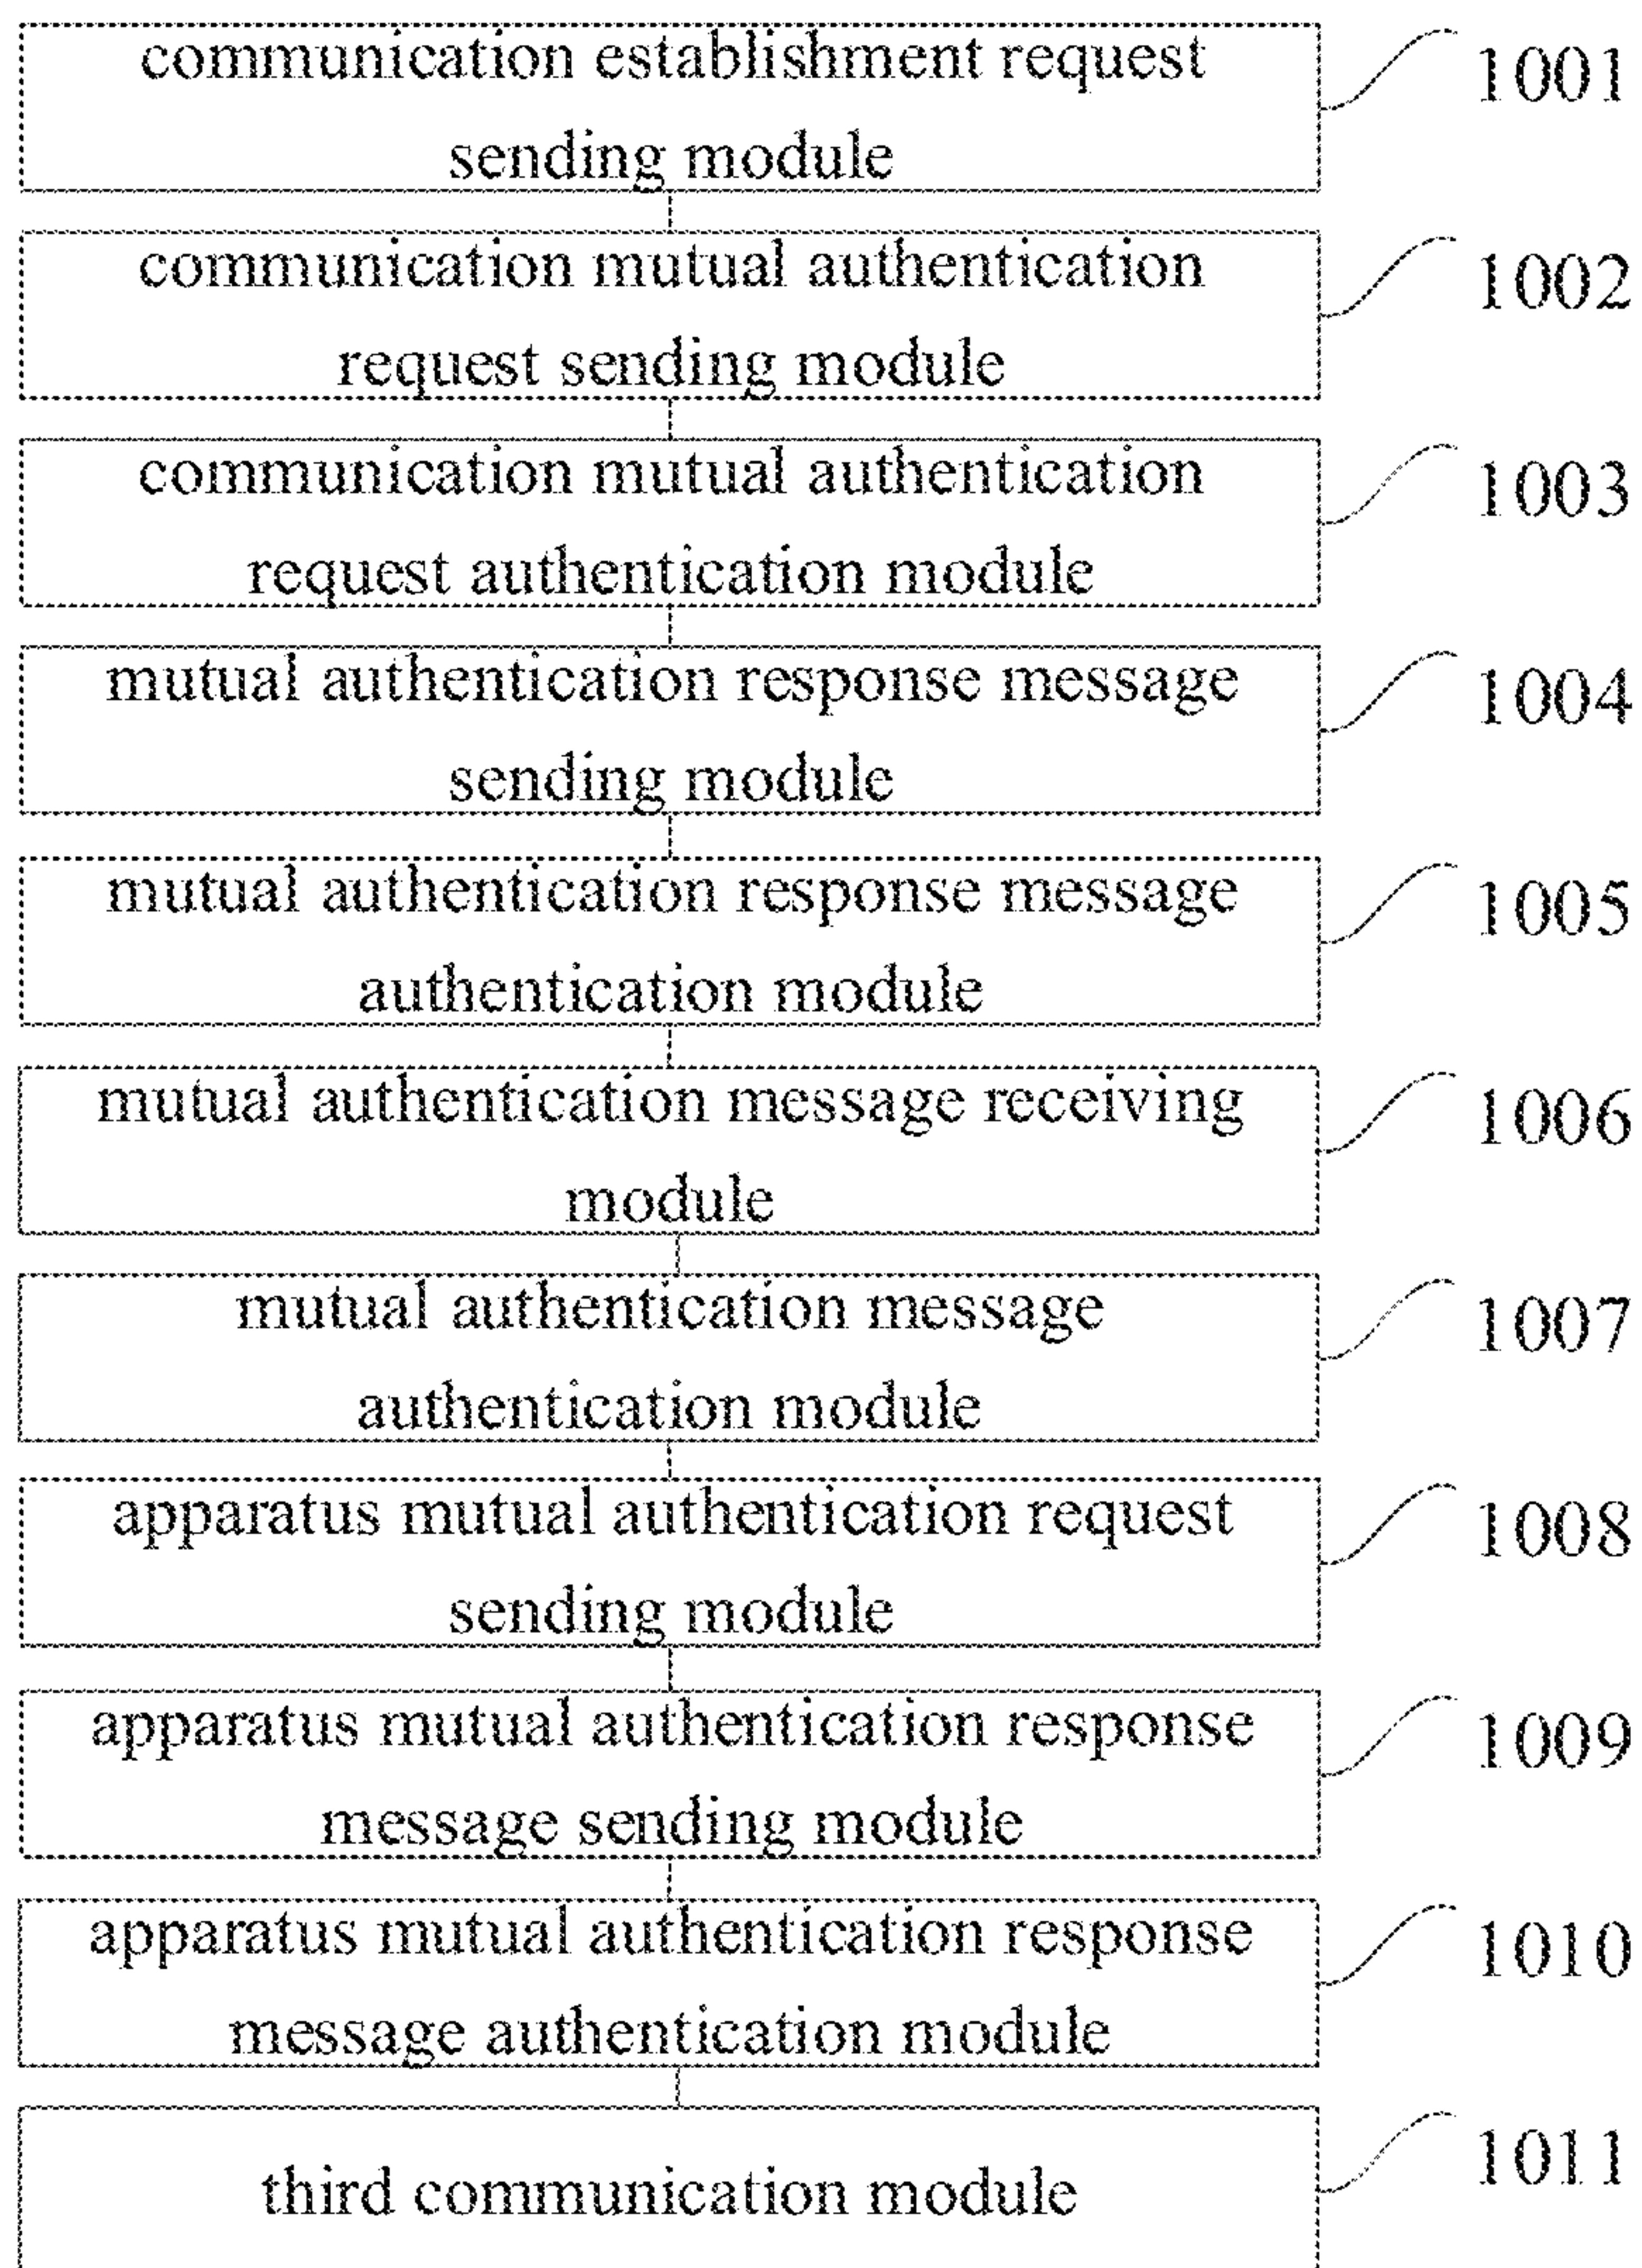 communication establishment request
sending module
1001
communication mutual authentication
request sending module
1002
communication mutual authentication
request authentication module
1003
mutual authentication response message
sending module
1004
mutual authentication response message
authentication module
1005
mutual authentication message receiving
module
1006
mutual authentication message
authentication module
1007
apparatus mutual authentication request
sending module
1008
apparatus mutual authentication response
message sending module
1009
apparatus mutual authentication response
message authentication module
1010
third communication module
1011